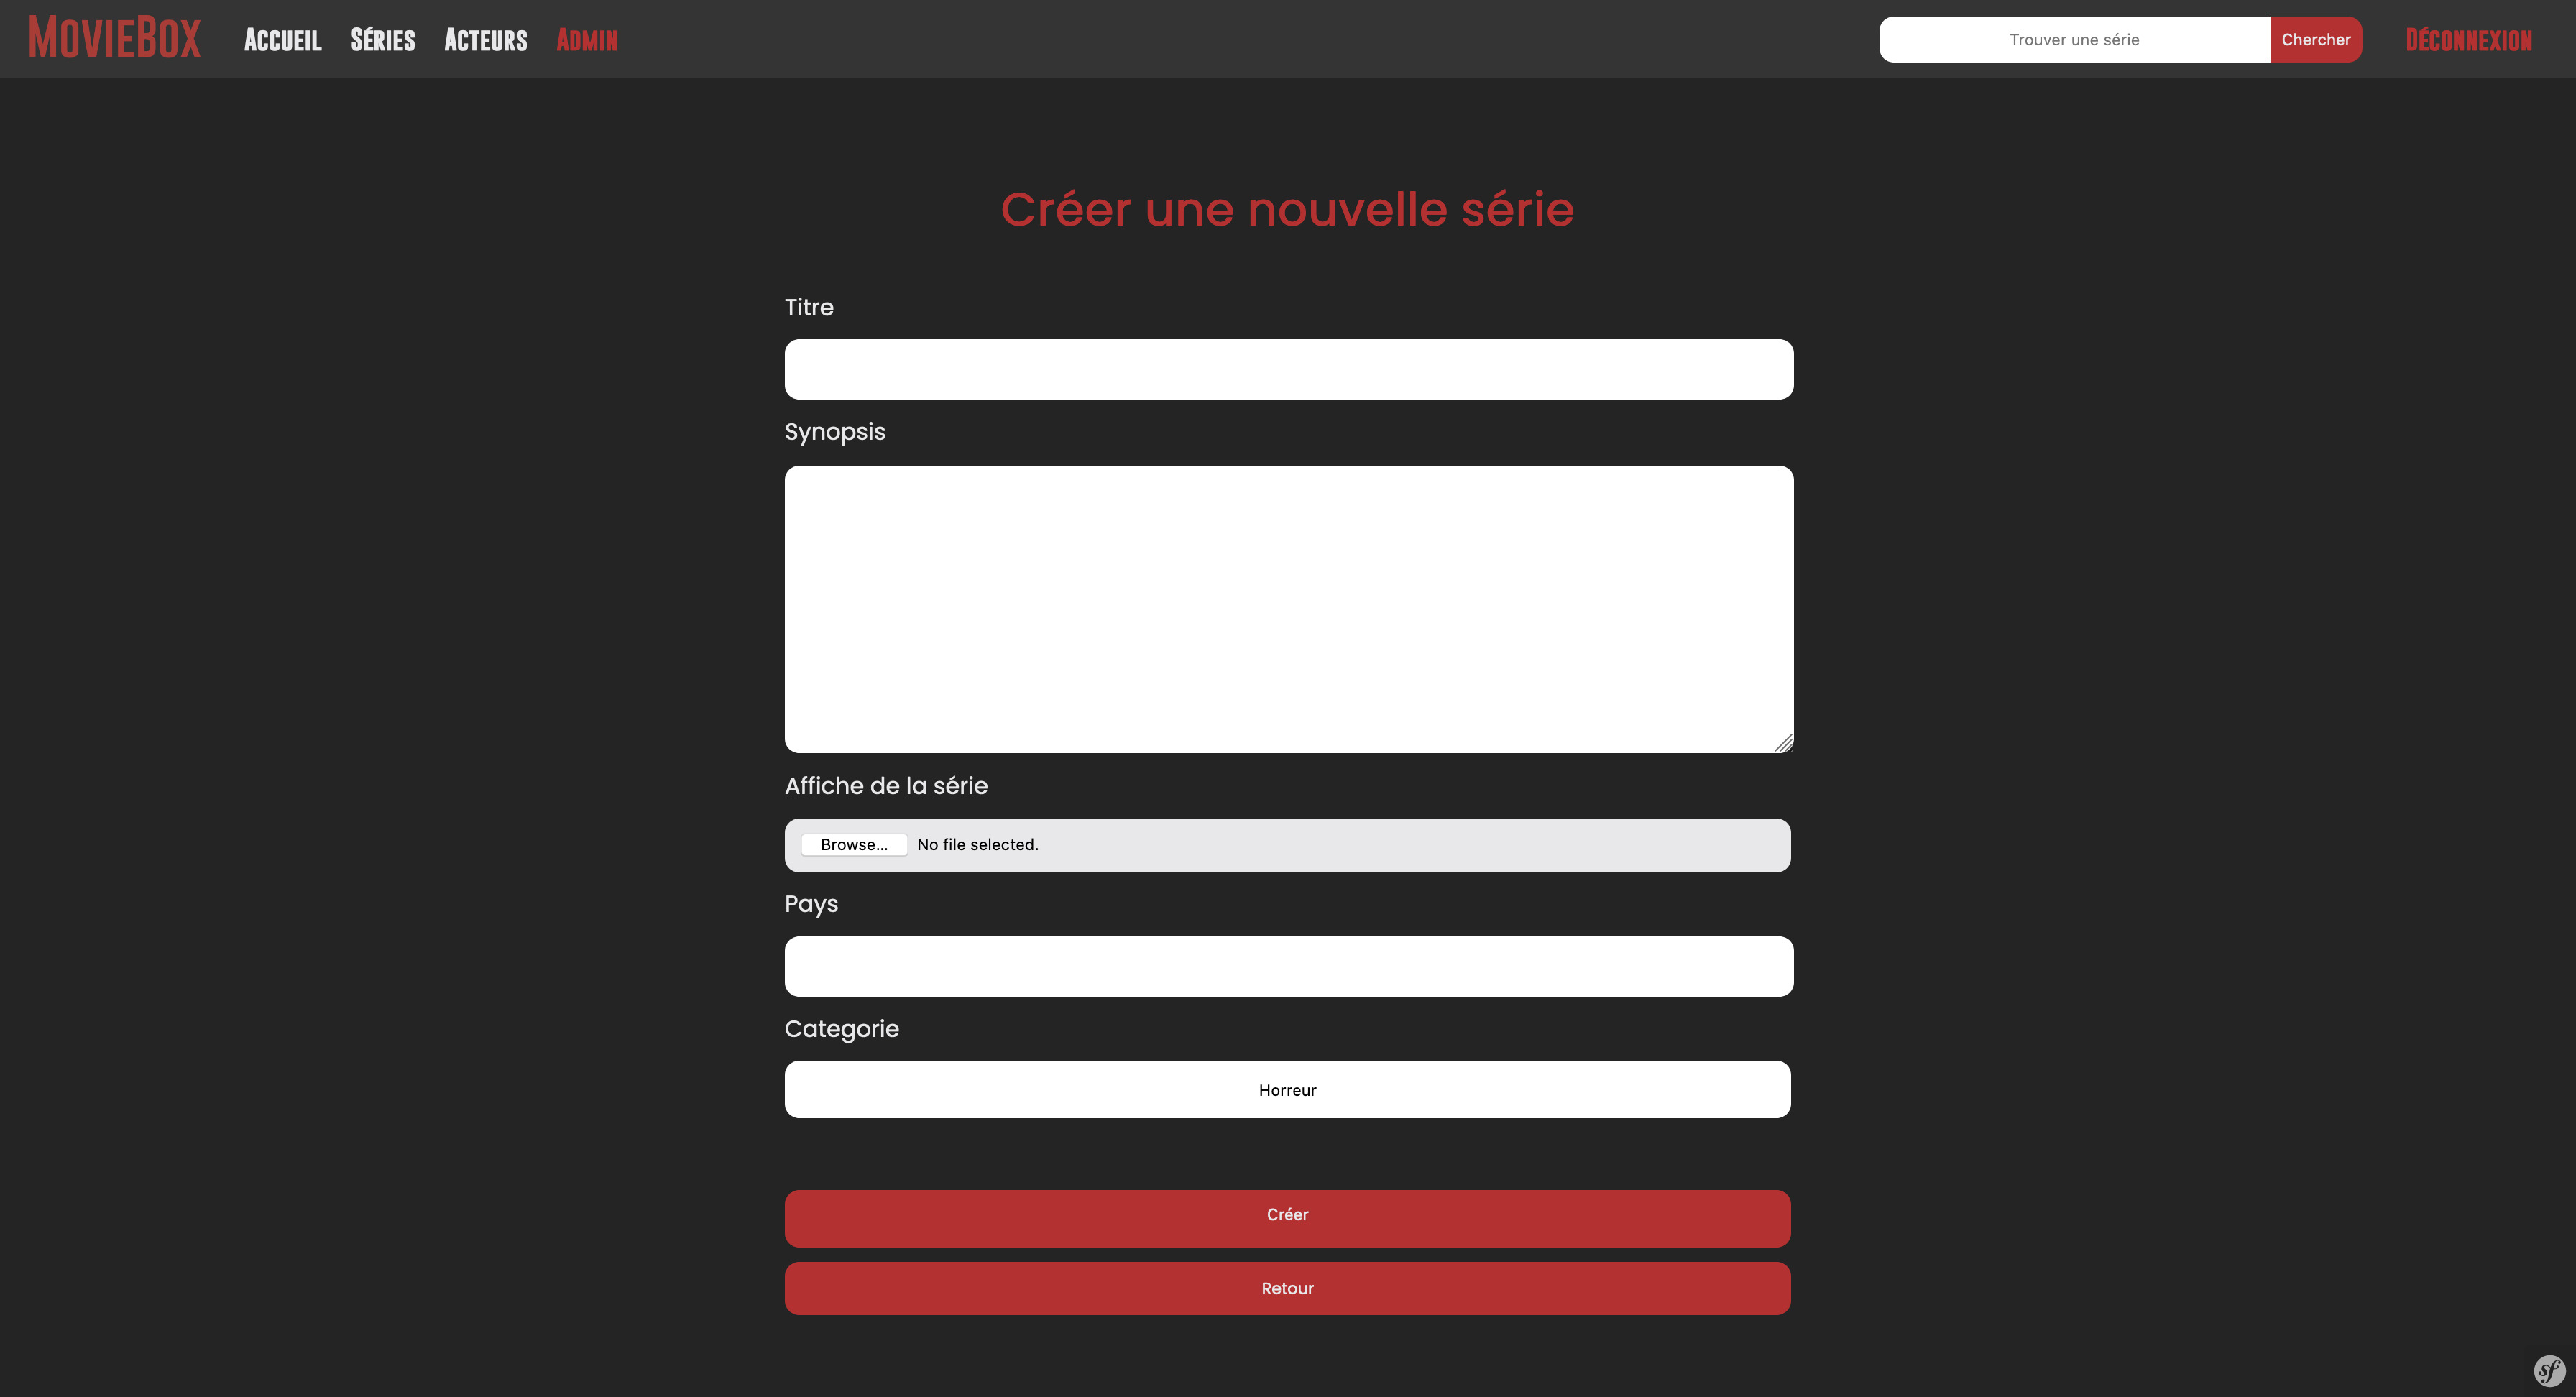 MovieBox Accueil Séries Acteurs Admin Trouver une série Chercher Déconnexion
Créer une nouvelle série
Titre
Synopsis
Affiche de la série
Browse... No file selected.
Pays
Categorie
Horreur
Créer
Retour
sf